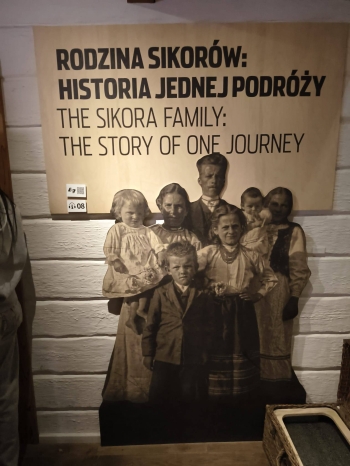 RODZINA SIKORÓW:
HISTORIA JEDNEJ PODRÓŻY
THE SIKORA FAMILY:
THE STORY OF ONE JOURNEY
08